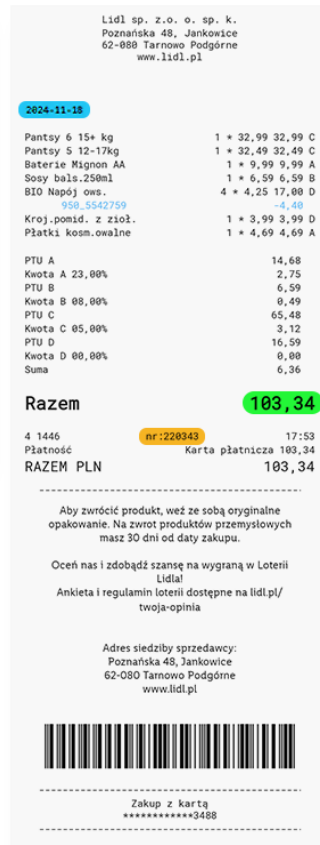 Lidl sp. z.o. o. sp. k.
Poznańska 48, Jankowice
62-080 Tarnowo Podgórne
www.lidl.pl
2024-11-18
Pantsy 6 15+ kg 1 * 32,99 32,99 C
Pantsy 5 12-17kg 1 * 32,49 32,49 C
Baterie Mignon AA 1 * 9,99 9,99 A
Sosy bals.250ml 1 * 6,59 6,59 B
BIO Napój ows. 4 * 4,25 17,00 D
950_5542759 -4,40
Kroj.pomid. z zioł. 1 * 3,99 3,99 D
Płatki kosm.owalne 1 * 4,69 4,69 A
PTU A 14,68
Kwota A 23,00% 2,75
PTU B 6,59
Kwota B 08,00% 0,49
PTU C 65,48
Kwota C 05,00% 3,12
PTU D 16,59
Kwota D 00,00% 0,00
Suma 6,36
Razem 103,34
4 1446 nr:220343 17:53
Płatność Karta płatnicza 103,34
RAZEM PLN 103,34
Aby zwrócić produkt, weź ze sobą oryginalne
opakowanie. Na zwrot produktów przemysłowych
masz 30 dni od daty zakupu.
Oceń nas i zdobądź szansę na wygraną w Loterii
Lidla!
Ankieta i regulamin loterii dostępne na lidl.pl/
twoja-opinia
Adres siedziby sprzedawcy:
Poznańska 48, Jankowice
62-080 Tarnowo Podgórne
www.lidl.pl
Zakup z kartą
************3488